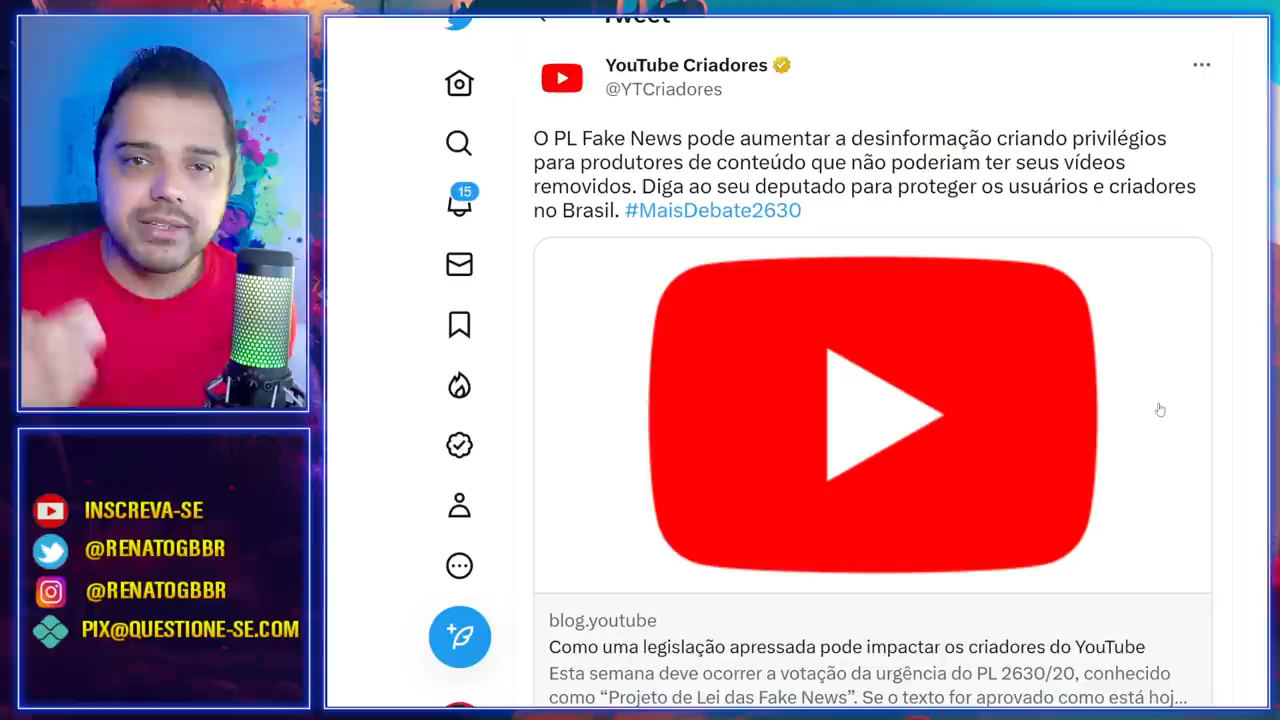 Tweet
YouTube Criadores
@YTCriadores
O PL Fake News pode aumentar a desinformação criando privilégios
para produtores de conteúdo que não poderiam ter seus vídeos
removidos. Diga ao seu deputado para proteger os usuários e criadores
no Brasil. #MaisDebate2630
15
blog.youtube
Como uma legislação apressada pode impactar os criadores do YouTube
Esta semana deve ocorrer a votação da urgência do PL 2630/20, conhecido
como “Projeto de Lei das Fake News”. Se o texto for aprovado como está hoj...
INSCREVA-SE
@RENATOGBBR
@RENATOGBBR
PIX@QUESTIONE-SE.COM